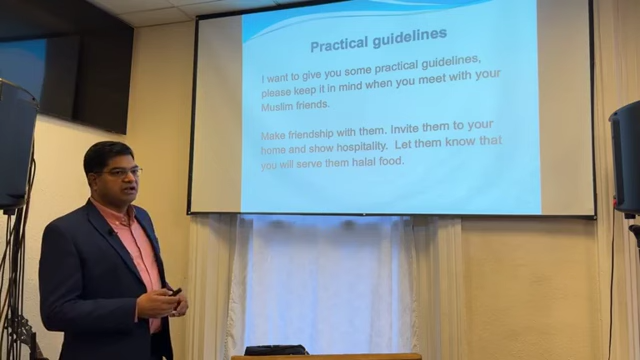 Practical guidelines
I want to give you some practical guidelines,
please keep it in mind when you meet with your
Muslim friends.
Make friendship with them. Invite them to your
home and show hospitality. Let them know that
you will serve them halal food.